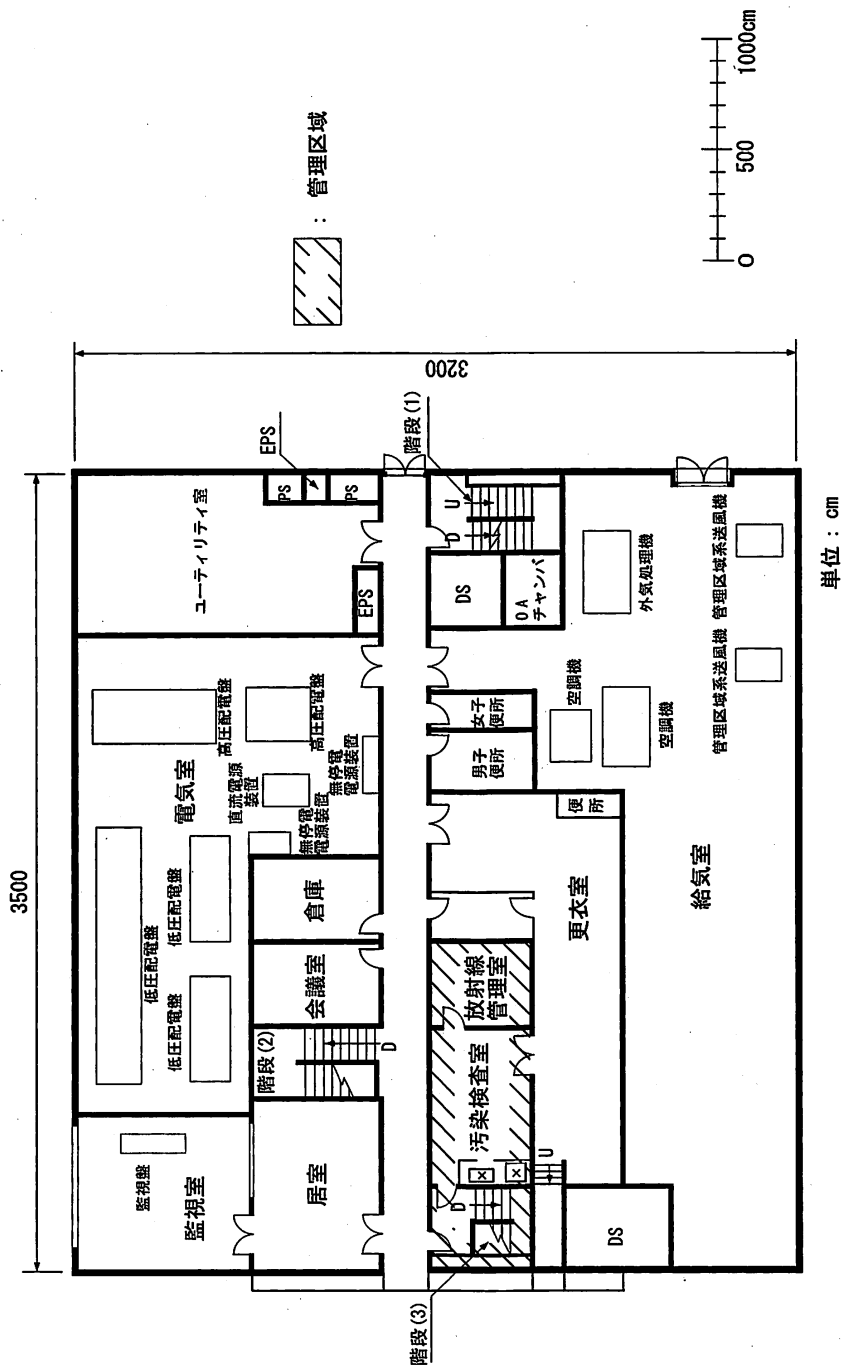 ：管理区域
0
500
1000cm
3500
3200
単位：cm
監視盤
監視室
居室
階段(2)
D
会議室
倉庫
電気室
低圧配電盤
低圧配電盤
低圧配電盤
直流電源
装置
無停電
電源装置
無停電
電源装置
高圧配電盤
高圧配電盤
ユーティリティ室
EPS
PS
EPS
PS
階段(1)
U
D
DS
OA
チャンバ
女子
便所
男子
便所
空調機
空調機
外気処理機
管理区域系送風機
管理区域系送風機
給気室
便
所
更衣室
放射線
管理室
汚染検査室
D
U
DS
階段(3)